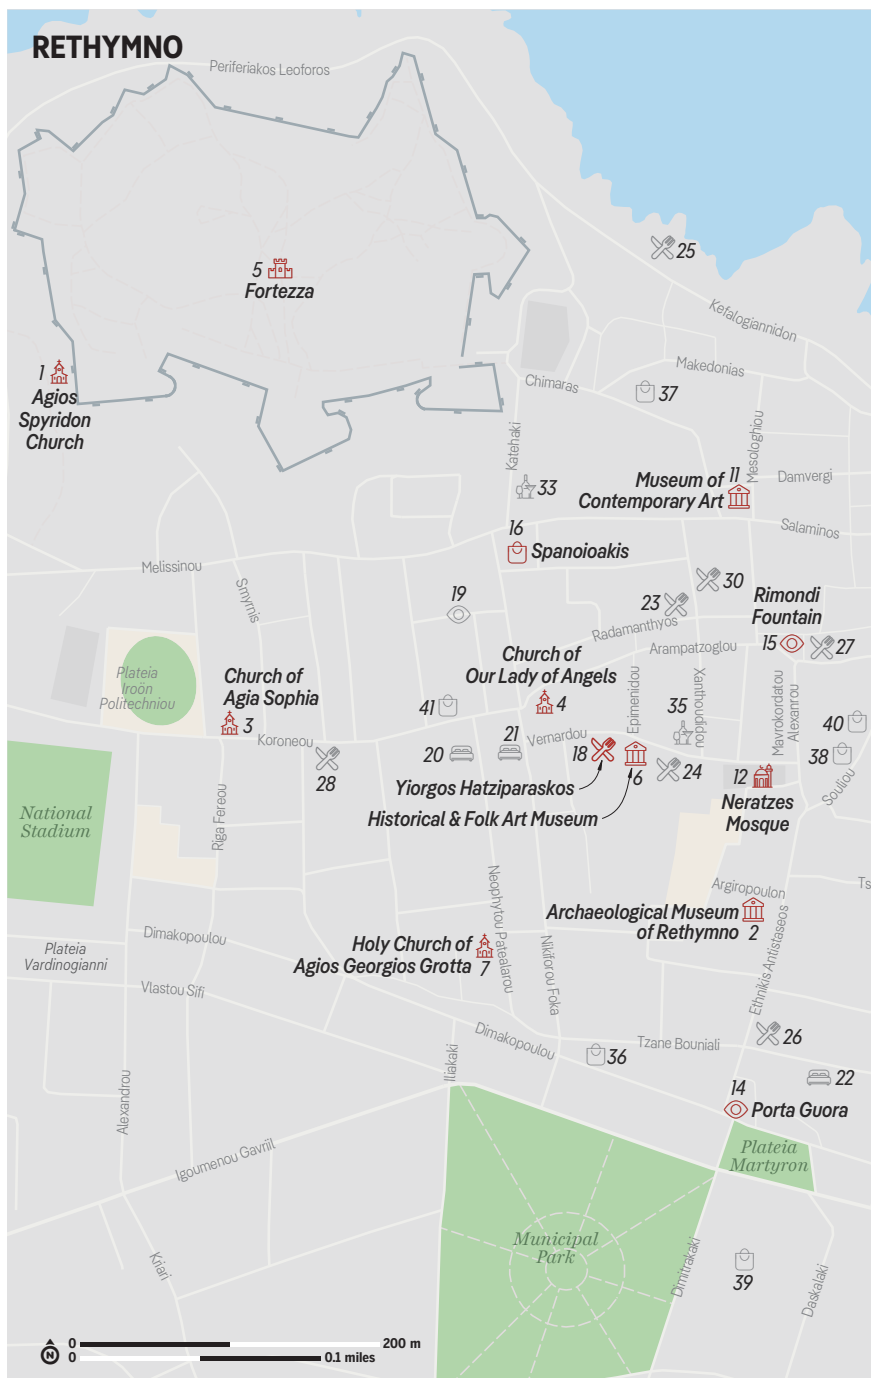 RETHYMNO
Periferiakos Leoforos
25
5
Fortezza
Kefalogiannidon
1
Agios
Spyridon
Church
Chimaras
Makedonias
37
Katehaki
Mesologhiou
33
Museum of
Contemporary Art
11
Damvergi
16
Spanoioakis
Salaminos
Melissinou
Smyrnis
19
30
23
Radamanthyos
Rimondi
Fountain
15
27
Arampatzoglou
Plateia
Iroön
Politechniou
Church of
Agia Sophia
3
Church of
Our Lady of Angels
4
Epimenidou
Xanthoudidou
35
Mavrokordatou
Alexanrou
41
40
Koroneou
28
20
21
Vernardou
18
6
24
12
38
Souliou
Yiorgos Hatziparaskos
Historical & Folk Art Museum
Neratzes
Mosque
National
Stadium
Riga Fereou
Neophytou Patealarou
Argiropoulon
Ts
Archaeological Museum
of Rethymno
2
Plateia
Vardinogianni
Dimakopoulou
Holy Church of
Agios Georgios Grotta
7
Nikiforou Foka
Ethnikis Antistaseos
Vlastou Sifi
Dimakopoulou
36
Tzane Bouniali
26
Iliakaki
22
14
Porta Guora
Alexandrou
Igoumenou Gavriil
Plateia
Martyron
Municipal
Park
Kriari
Dimitrakaki
39
Daskalaki
N
0
200 m
0
0.1 miles